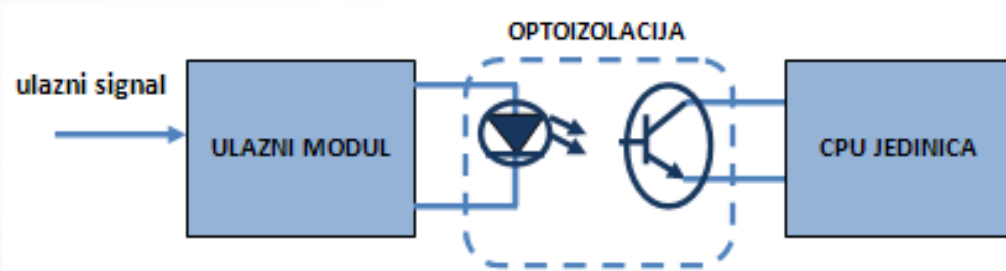 OPTOIZOLACIJA
ulazni signal
ULAZNI MODUL
CPU JEDINICA